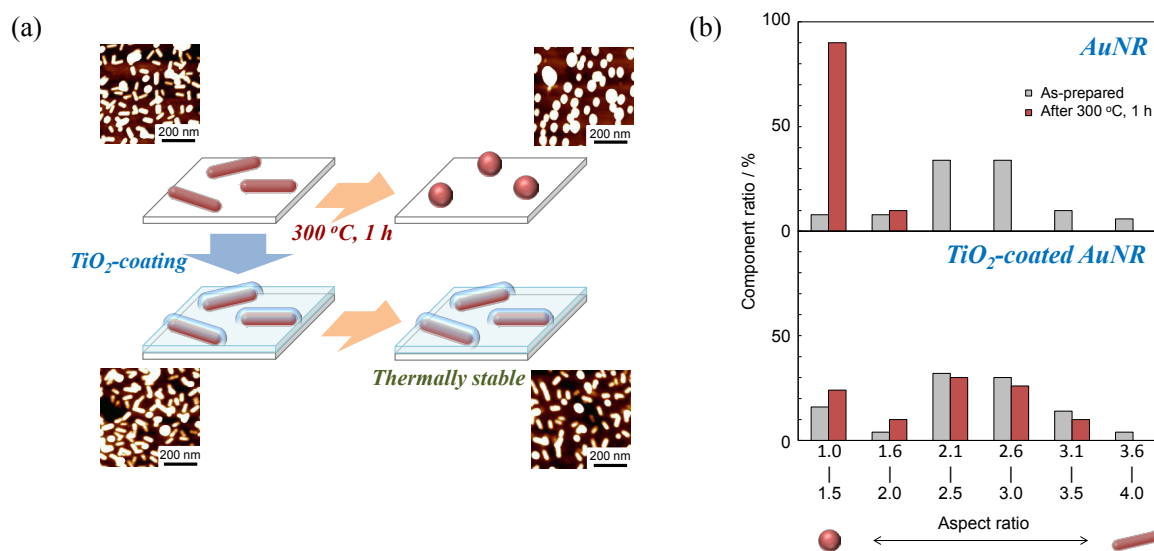 (a)
200 nm
200 nm
300 °C, 1 h
TiO2-coating
Thermally stable
200 nm
200 nm
(b)
100
AuNR
As-prepared
After 300 °C, 1 h
50
0
Component ratio / %
100
TiO2-coated AuNR
50
0
1.0 1.6 2.1 2.6 3.1 3.6
| | | | | |
1.5 2.0 2.5 3.0 3.5 4.0
Aspect ratio